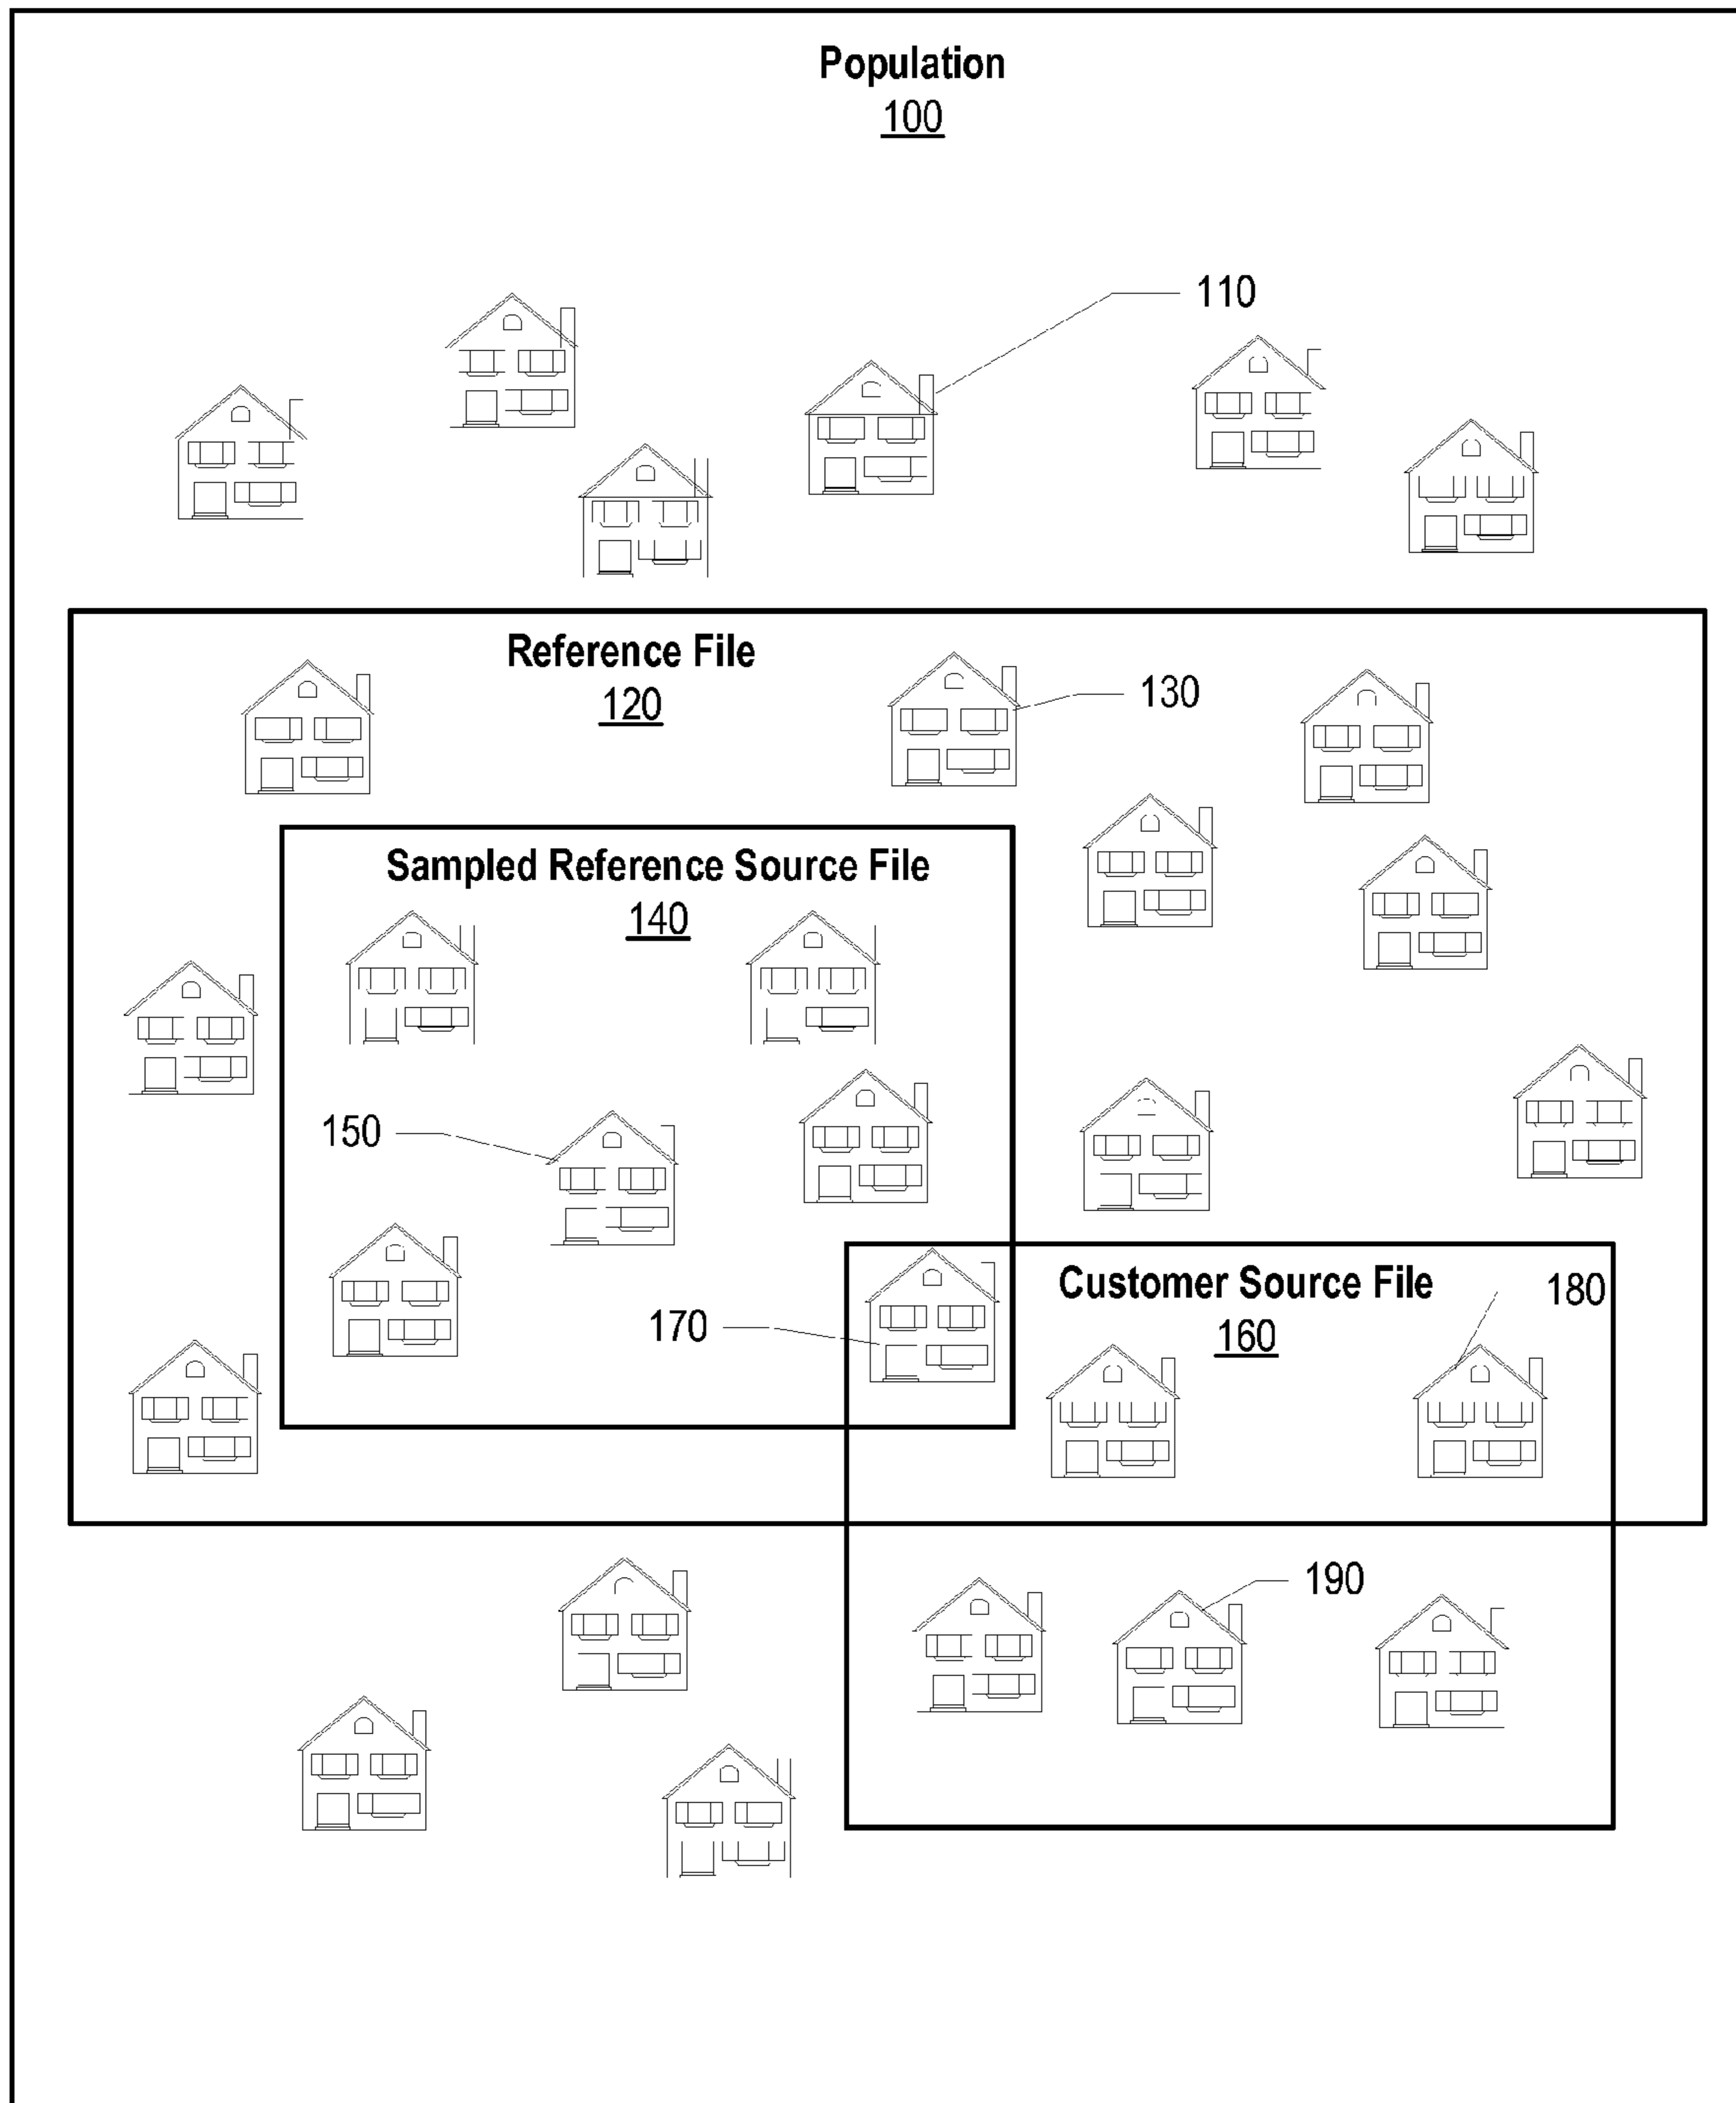 Population
100
110
Reference File
120
130
Sampled Reference Source File
140
150
170
Customer Source File
160
180
190